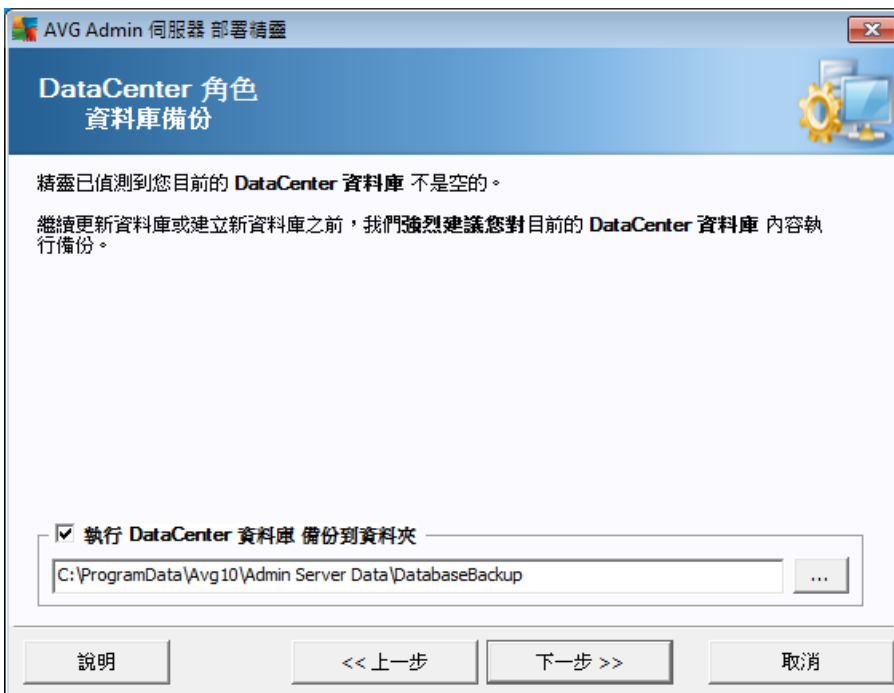 AVG Admin 伺服器 部署精靈
DataCenter 角色
資料庫備份
精靈已偵測到您目前的 DataCenter 資料庫 不是空的。
繼續更新資料庫或建立新資料庫之前，我們強烈建議您對目前的 DataCenter 資料庫 內容執
行備份。
執行 DataCenter 資料庫 備份到資料夾
C:\ProgramData\Avg10\Admin Server Data\DatabaseBackup
...
說明
<< 上一步
下一步 >>
取消